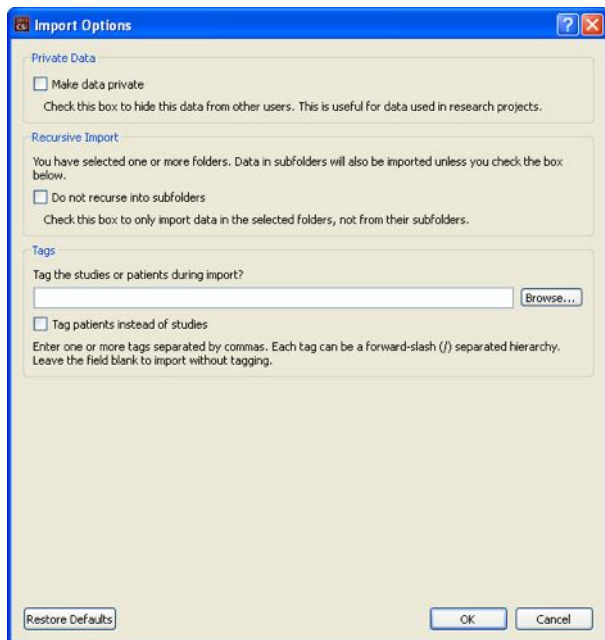 Import Options
Private Data
Make data private
Check this box to hide this data from other users. This is useful for data used in research projects.
Recursive Import
You have selected one or more folders. Data in subfolders will also be imported unless you check the box
below.
Do not recurse into subfolders
Check this box to only import data in the selected folders, not from their subfolders.
Tags
Tag the studies or patients during import?
Browse...
Tag patients instead of studies
Enter one or more tags separated by commas. Each tag can be a forward-slash (/) separated hierarchy.
Leave the field blank to import without tagging.
Restore Defaults
OK
Cancel